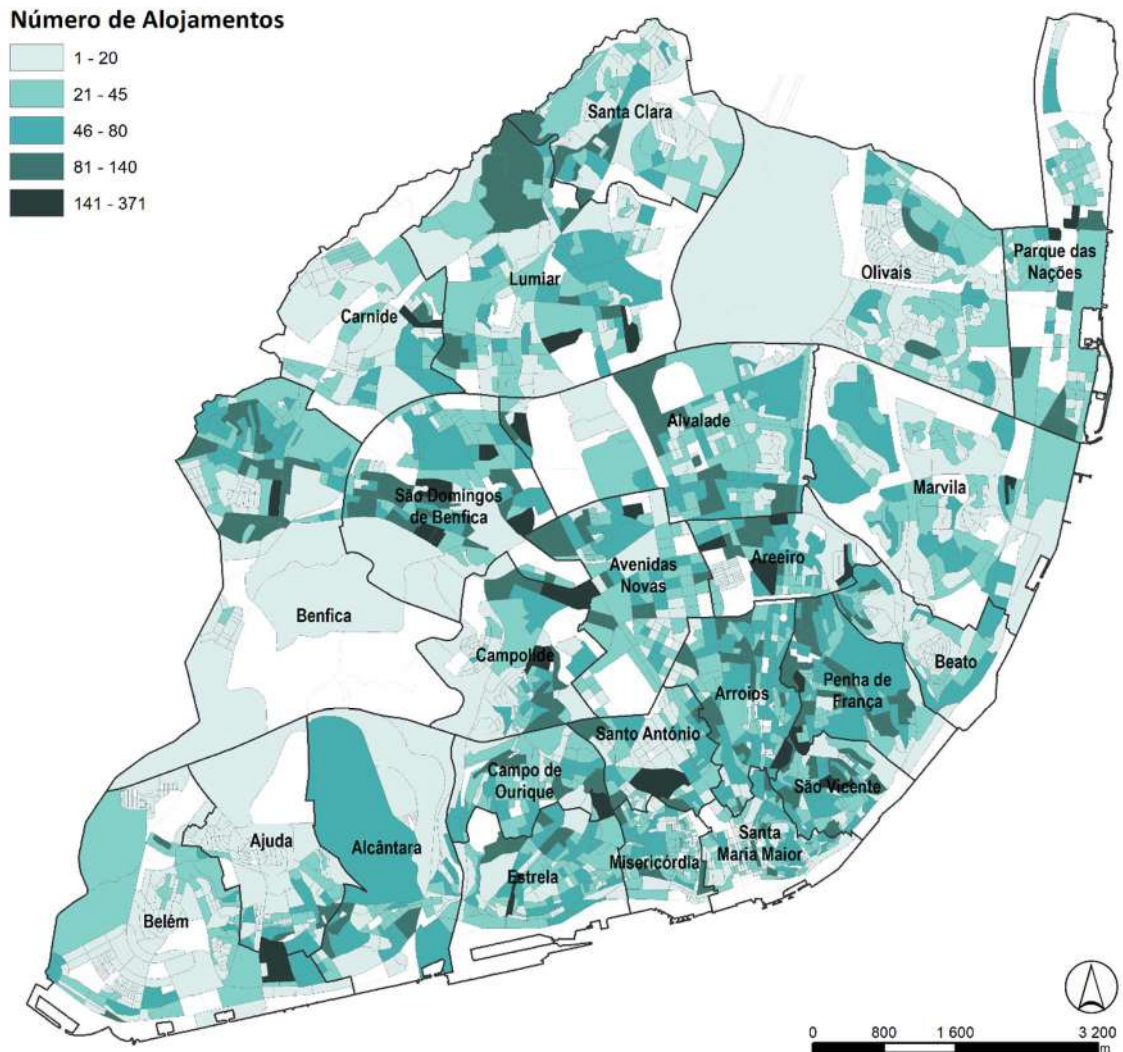 Número de Alojamentos
1 - 20
21 - 45
46 - 80
81 - 140
141 - 371
Santa Clara
Olivais
Parque das
Nações
Lumiar
Carnide
Alvalade
Marvila
São Domingos
de Benfica
Areeiro
Avenidas
Novas
Benfica
Campolide
Beato
Penha de
França
Arroios
Santo António
Campo de
Ourique
São Vicente
Ajuda
Alcântara
Santa
Maria Maior
Misericórdia
Estrela
Belém
0
800
1 600
3 200
m